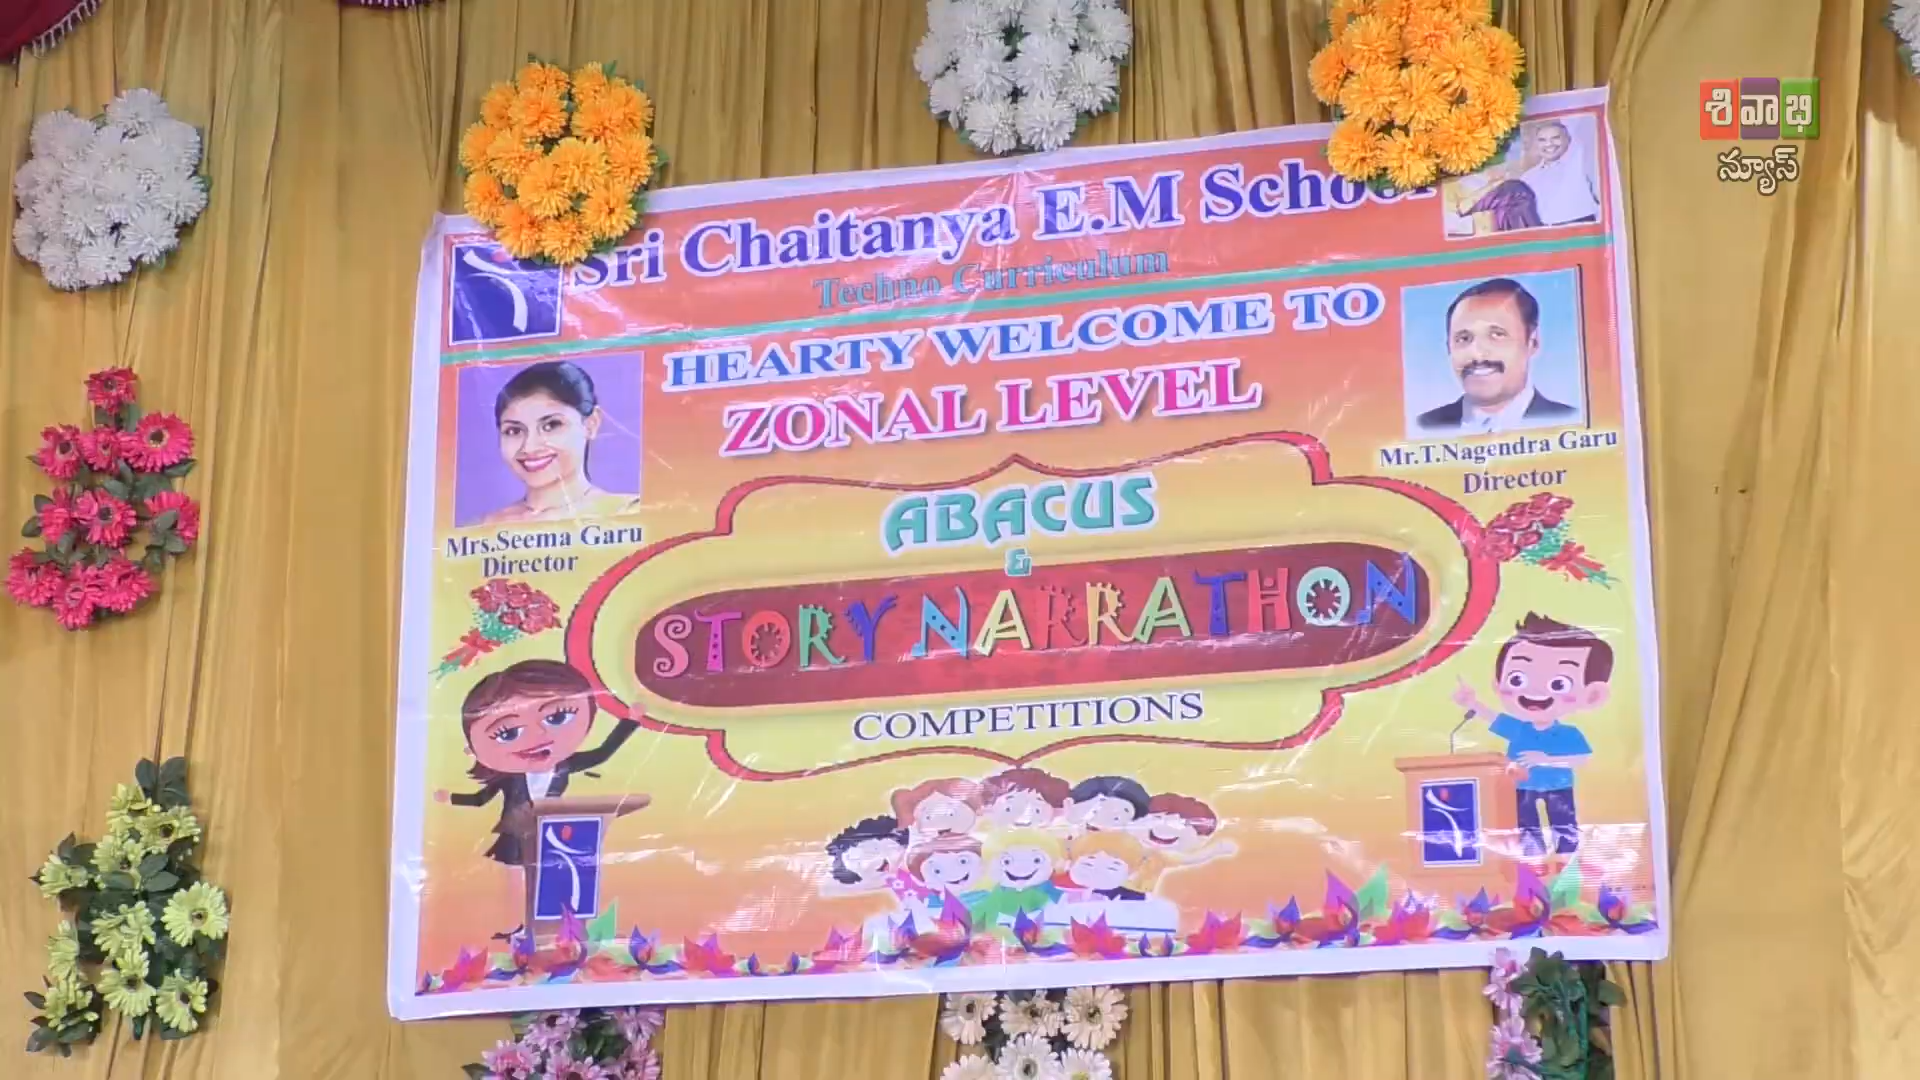 శివాభి
న్యూస్
Sri Chaitanya E.M School
Techno Curriculum
HEARTY WELCOME TO
ZONAL LEVEL
Mrs.Seema Garu
Director
Mr.T.Nagendra Garu
Director
ABACUS
&
STORY NARRATHON
COMPETITIONS